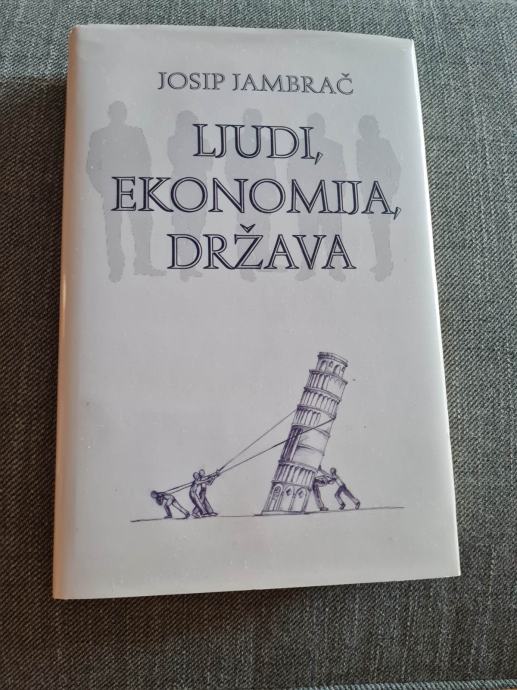 JOSIP JAMBRAČ
LJUDI,
EKONOMIJA,
DRŽAVA